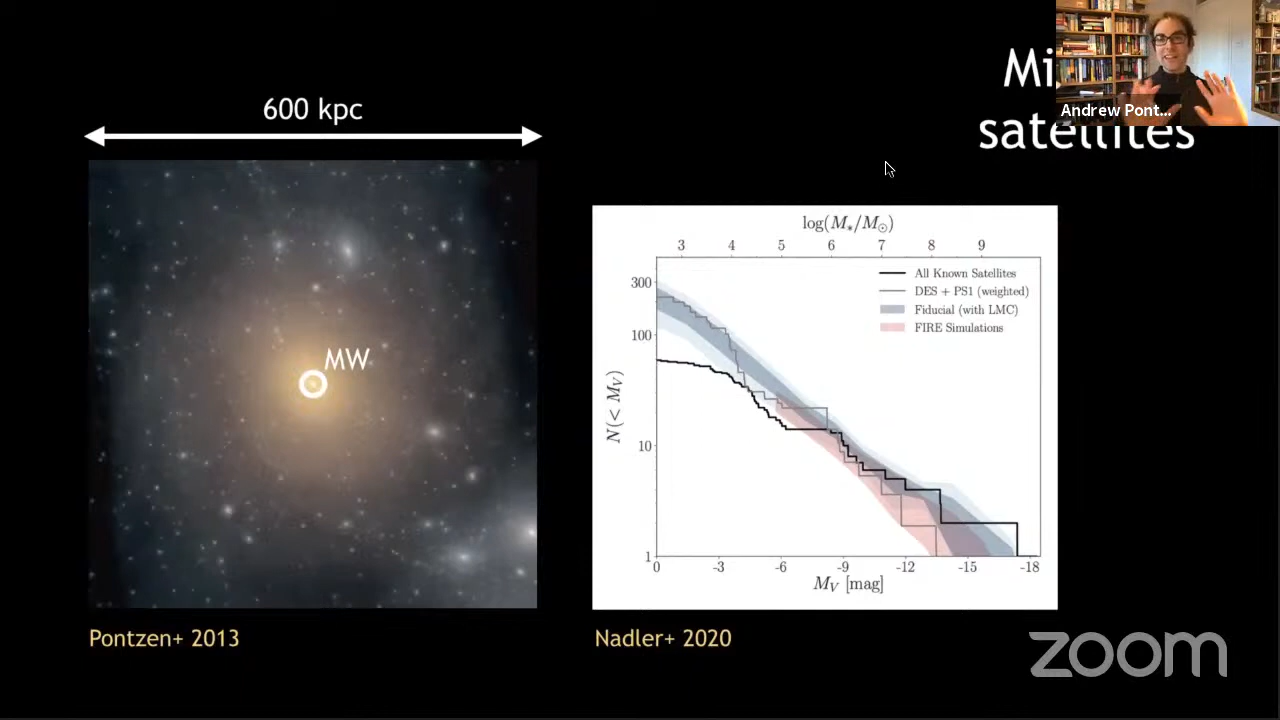 Mi
satellites
Andrew Pont...
600 kpc
MW
Pontzen+ 2013
log(M*/M☉)
3 4 5 6 7 8 9
All Known Satellites
DES + PS1 (weighted)
Fiducial (with LMC)
FIRE Simulations
300
100
10
1
N(< M_V)
0 -3 -6 -9 -12 -15 -18
M_V [mag]
Nadler+ 2020
zoom